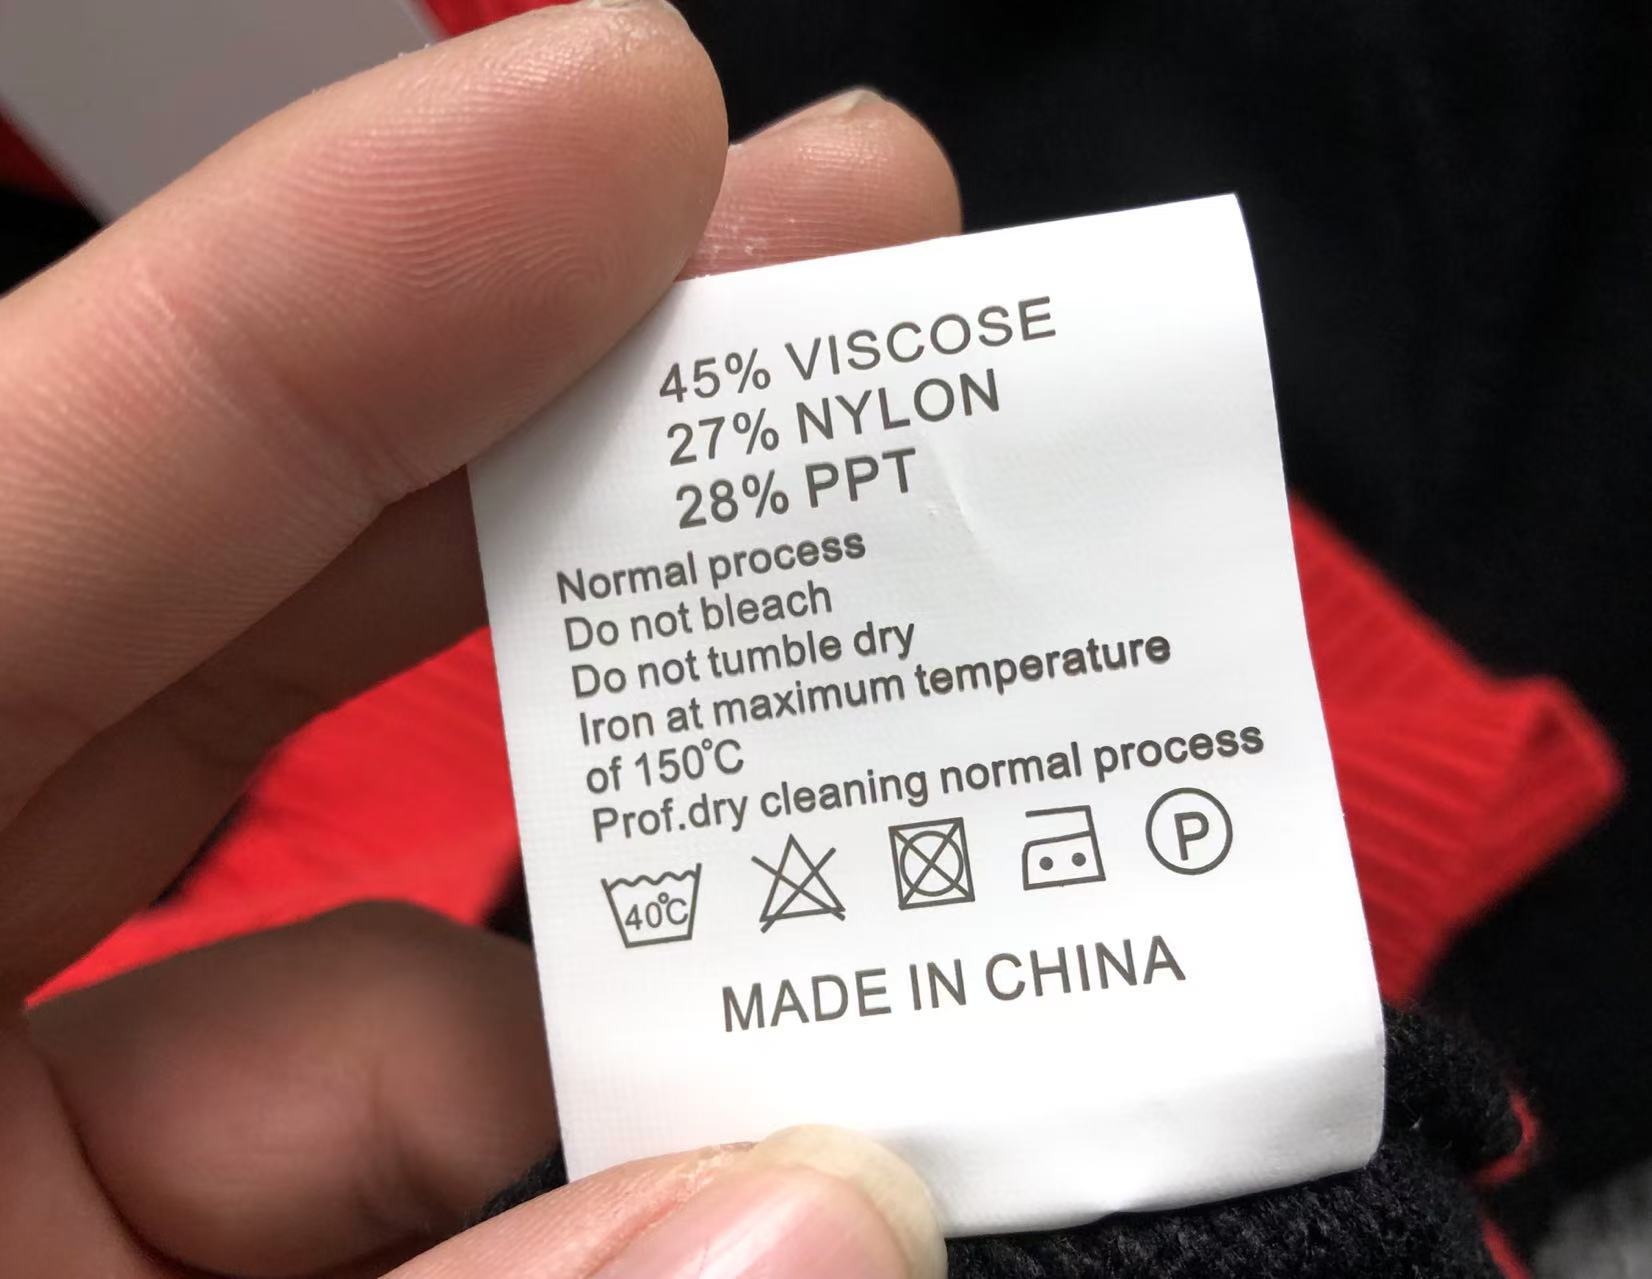 45% VISCOSE
27% NYLON
28% PPT
Normal process
Do not bleach
Do not tumble dry
Iron at maximum temperature
of 150℃
Prof.dry cleaning normal process
40℃
P
MADE IN CHINA